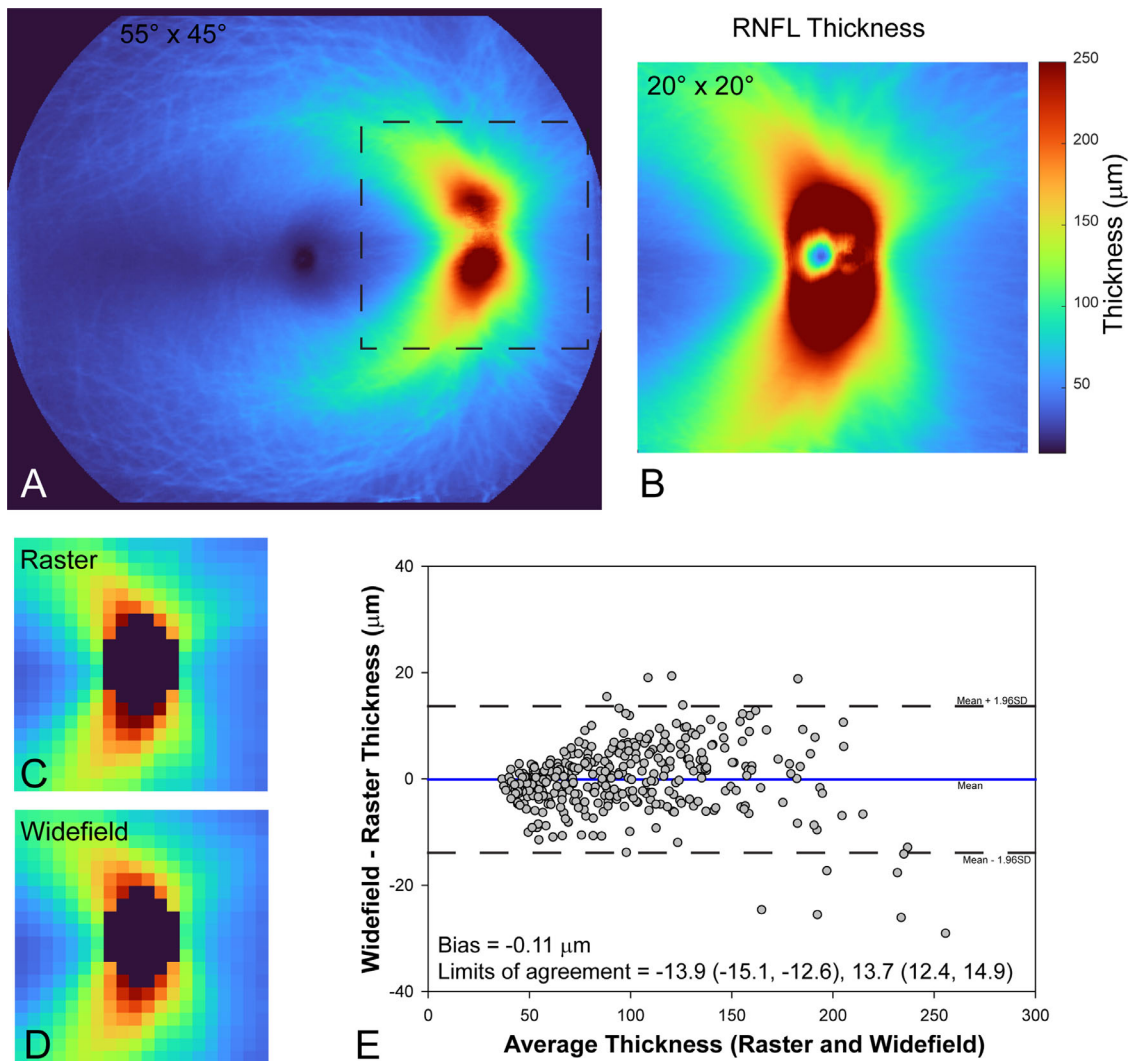 55° x 45°
A
RNFL Thickness
20° x 20°
B
250
200
150
100
50
Thickness (μm)
Raster
C
Widefield
D
E
Widefield - Raster Thickness (μm)
40
20
0
-20
-40
Mean + 1.96SD
Mean
Mean - 1.96SD
Bias = -0.11 μm
Limits of agreement = -13.9 (-15.1, -12.6), 13.7 (12.4, 14.9)
0
50
100
150
200
250
300
Average Thickness (Raster and Widefield)